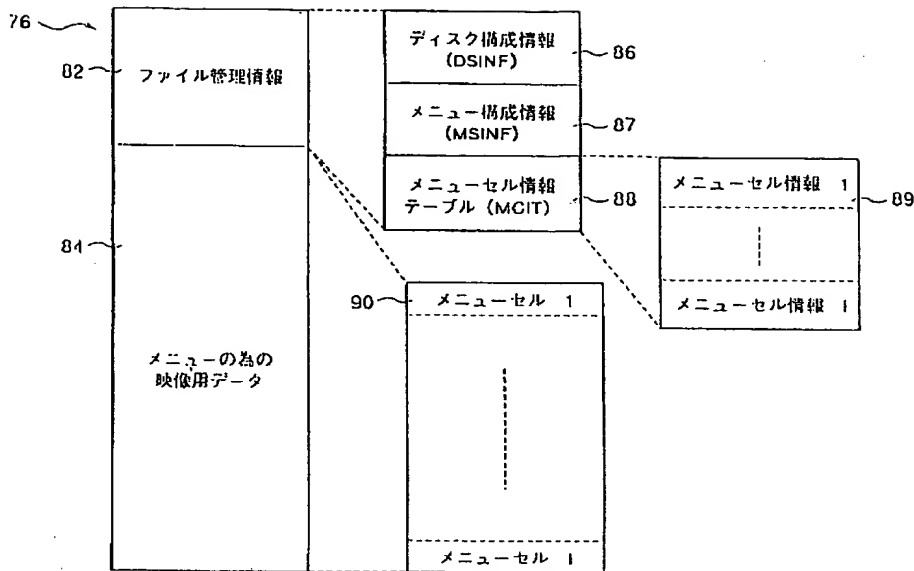 76
82
ファイル管理情報
84
メニューの為の
映像用データ
ディスク構成情報
(DSINF)
86
メニュー構成情報
(MSINF)
87
メニューセル情報
テーブル (MCIT)
88
メニューセル情報 1
89
メニューセル情報 i
90
メニューセル 1
メニューセル i